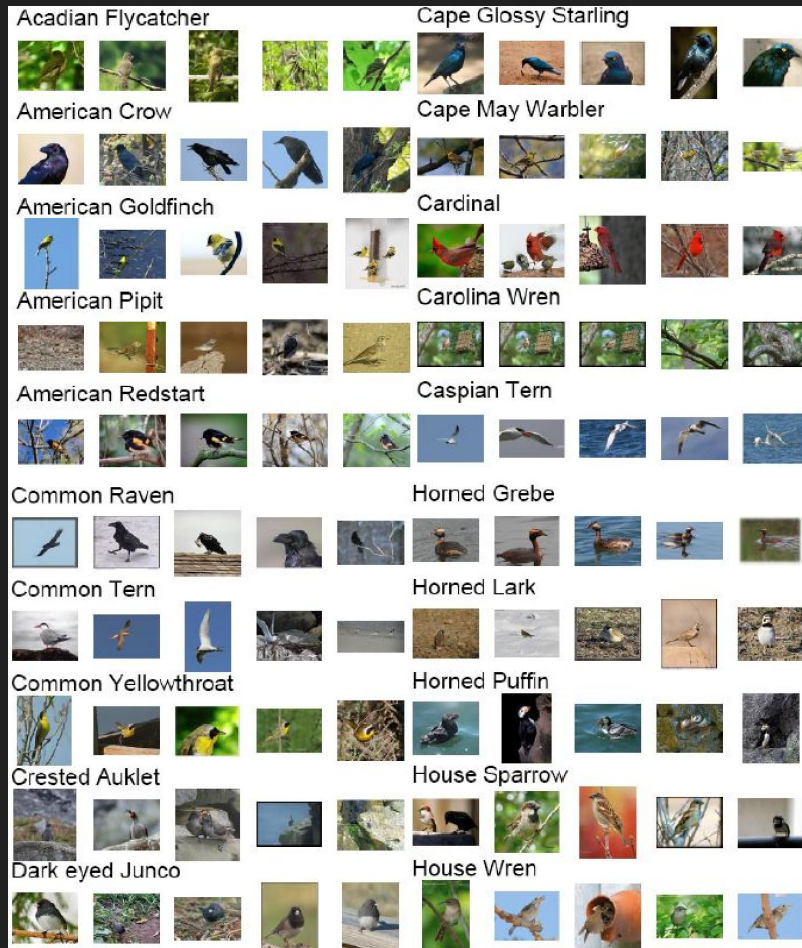 Acadian Flycatcher
American Crow
American Goldfinch
American Pipit
American Redstart
Common Raven
Common Tern
Common Yellowthroat
Crested Auklet
Dark eyed Junco
Cape Glossy Starling
Cape May Warbler
Cardinal
Carolina Wren
Caspian Tern
Horned Grebe
Horned Lark
Horned Puffin
House Sparrow
House Wren